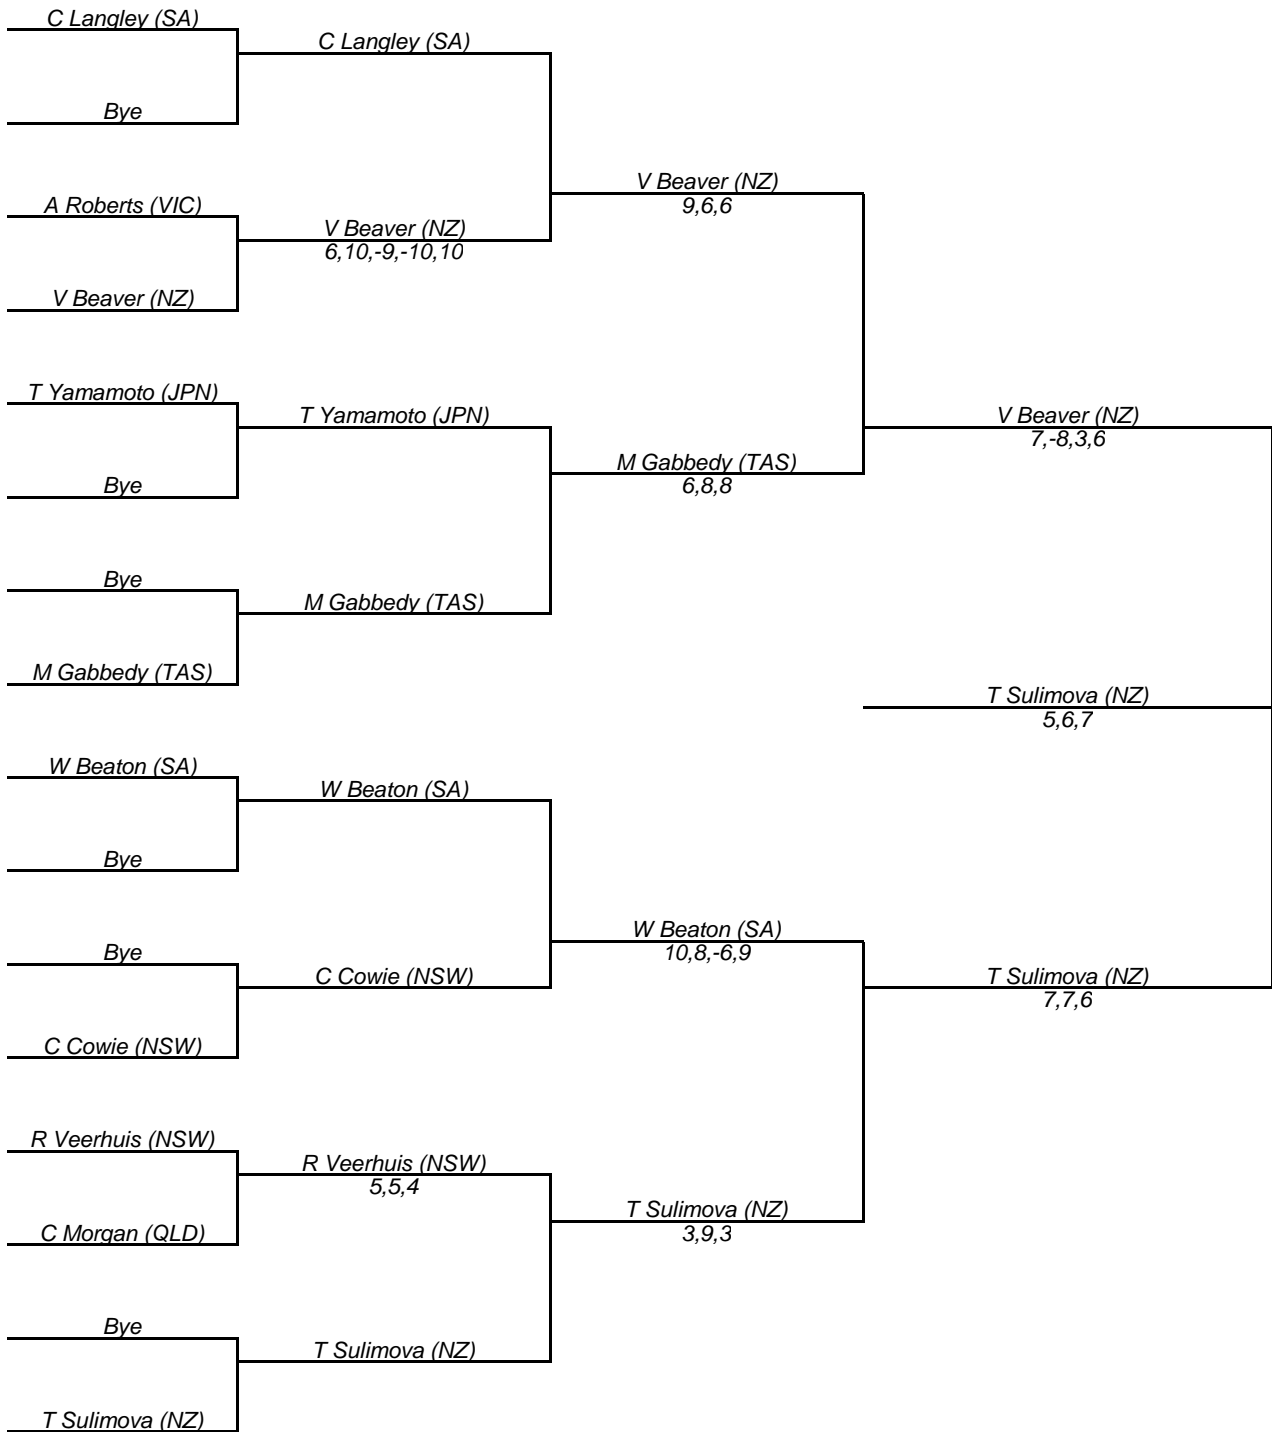 C Langley (SA)
C Langley (SA)
Bye
V Beaver (NZ)
9,6,6
A Roberts (VIC)
V Beaver (NZ)
6,10,-9,-10,10
V Beaver (NZ)
T Yamamoto (JPN)
T Yamamoto (JPN)
V Beaver (NZ)
7,-8,3,6
M Gabbedy (TAS)
6,8,8
Bye
Bye
M Gabbedy (TAS)
M Gabbedy (TAS)
T Sulimova (NZ)
5,6,7
W Beaton (SA)
W Beaton (SA)
Bye
W Beaton (SA)
10,8,-6,9
Bye
C Cowie (NSW)
T Sulimova (NZ)
7,7,6
C Cowie (NSW)
R Veerhuis (NSW)
R Veerhuis (NSW)
5,5,4
T Sulimova (NZ)
3,9,3
C Morgan (QLD)
Bye
T Sulimova (NZ)
T Sulimova (NZ)